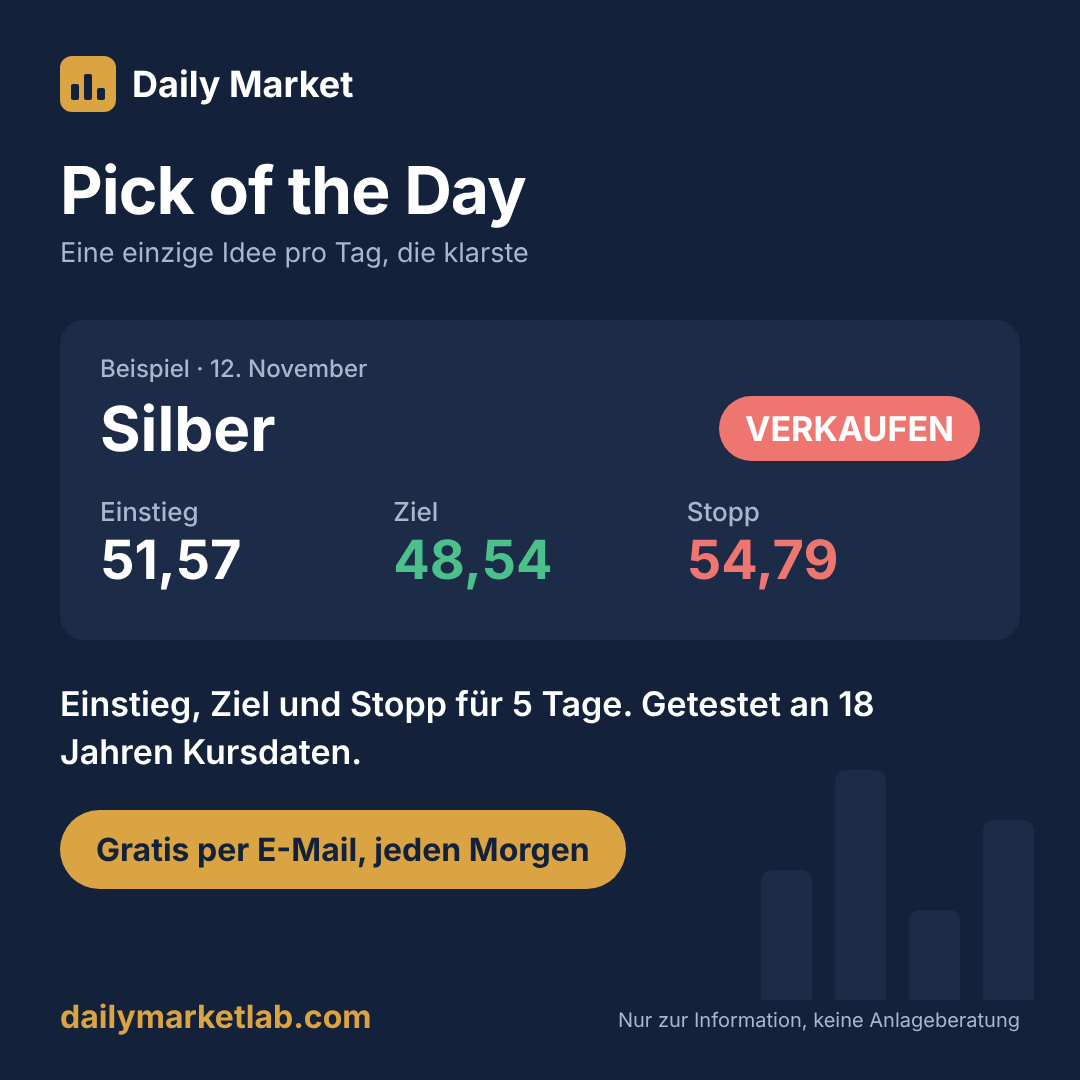 Daily Market
Pick of the Day
Eine einzige Idee pro Tag, die klarste
Beispiel · 12. November
Silber
VERKAUFEN
Einstieg
Ziel
Stopp
51,57
48,54
54,79
Einstieg, Ziel und Stopp für 5 Tage. Getestet an 18
Jahren Kursdaten.
Gratis per E-Mail, jeden Morgen
dailymarketlab.com
Nur zur Information, keine Anlageberatung